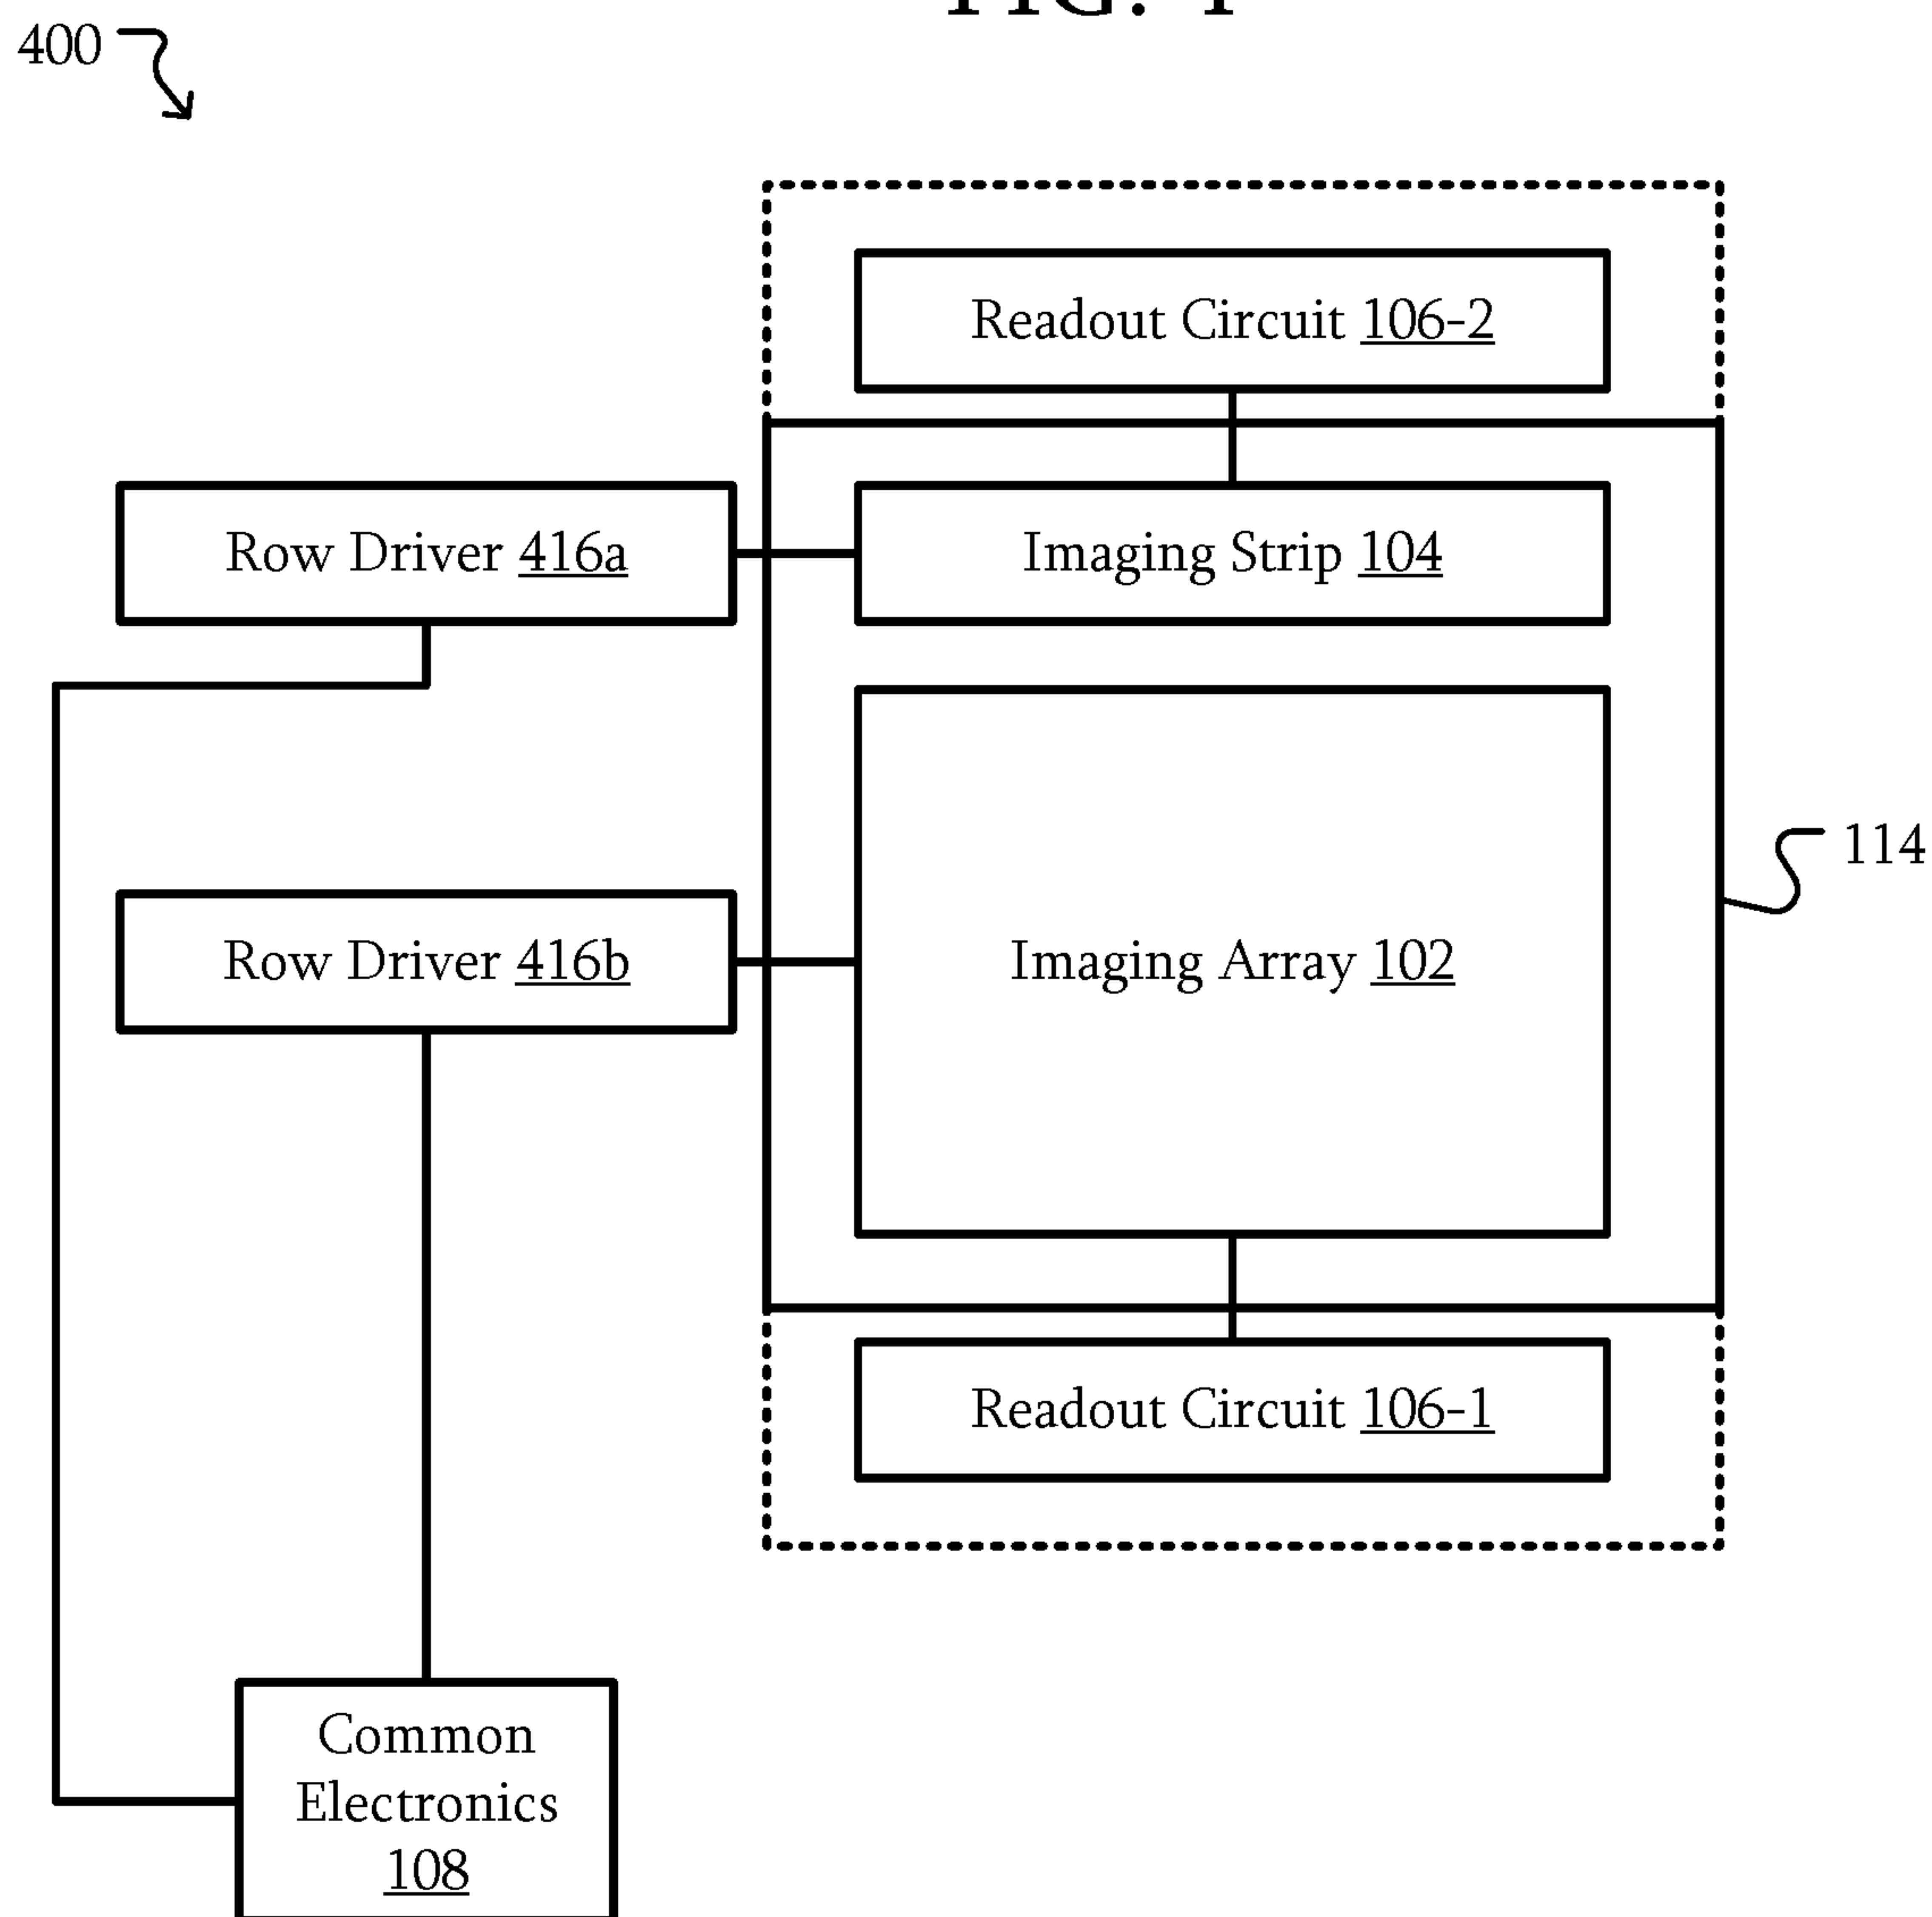 FIG.
400
Readout Circuit 106-2
Row Driver 416a
Imaging Strip 104
114
Row Driver 416b
Imaging Array 102
Readout Circuit 106-1
Common
Electronics
108